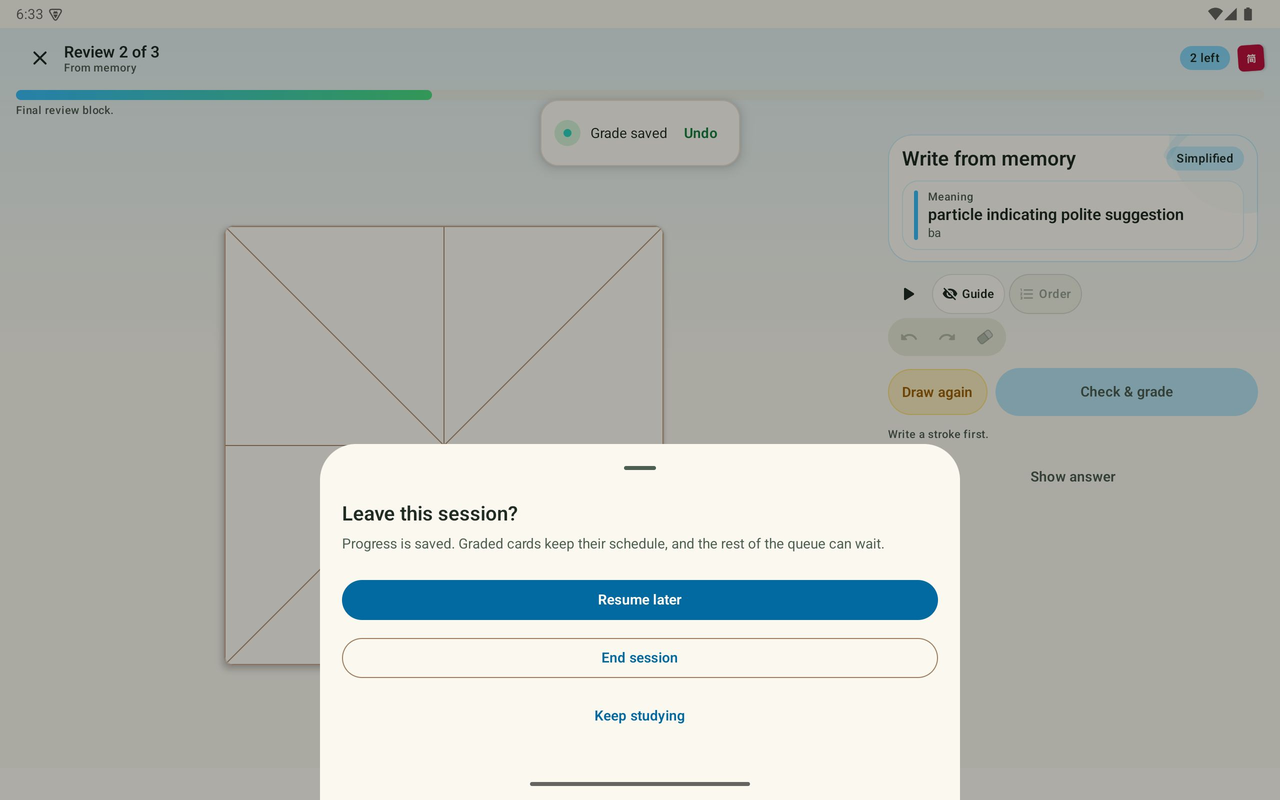 6:33
Review 2 of 3
From memory
2 left
简
Final review block.
Grade saved Undo
Write from memory
Simplified
Meaning
particle indicating polite suggestion
ba
Guide
Order
Draw again
Check & grade
Write a stroke first.
Show answer
Leave this session?
Progress is saved. Graded cards keep their schedule, and the rest of the queue can wait.
Resume later
End session
Keep studying